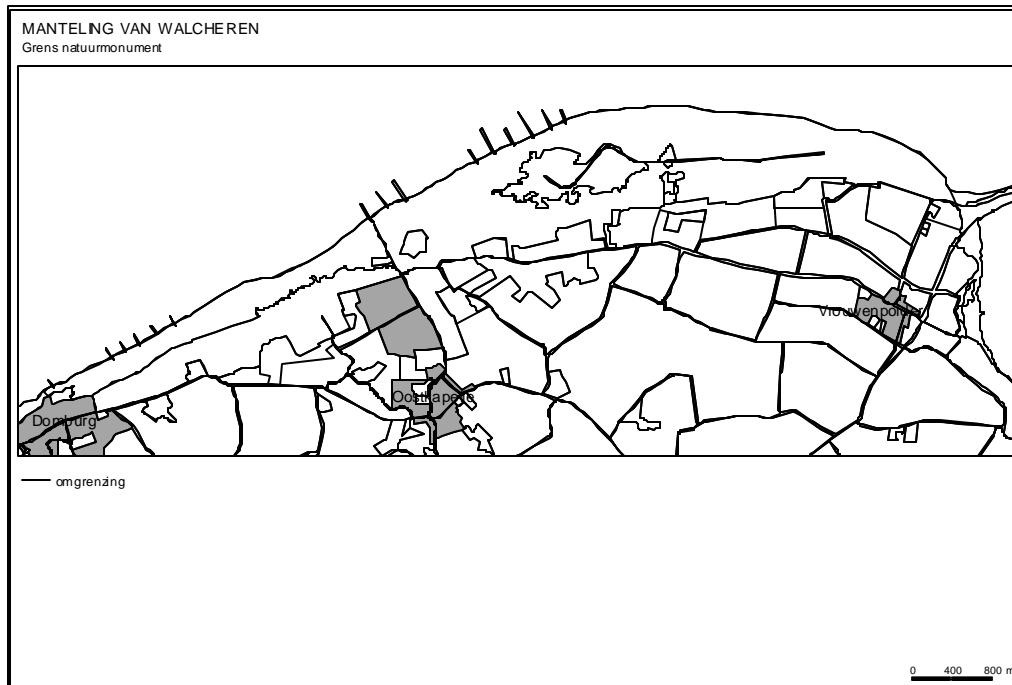 MANTELING VAN WALCHEREN
Grens natuurmonument
Vrouwenpolder
Oostkapelle
Domburg
omgrenzing
0 400 800 m